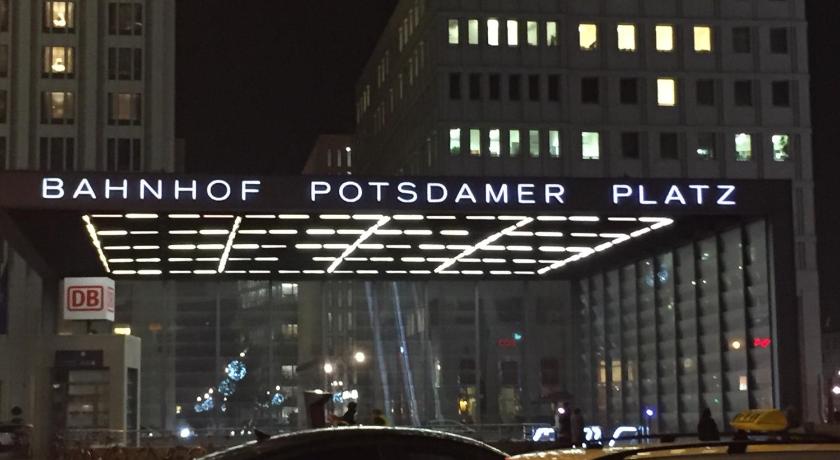 BAHNHOF POTSDAMER PLATZ
DB